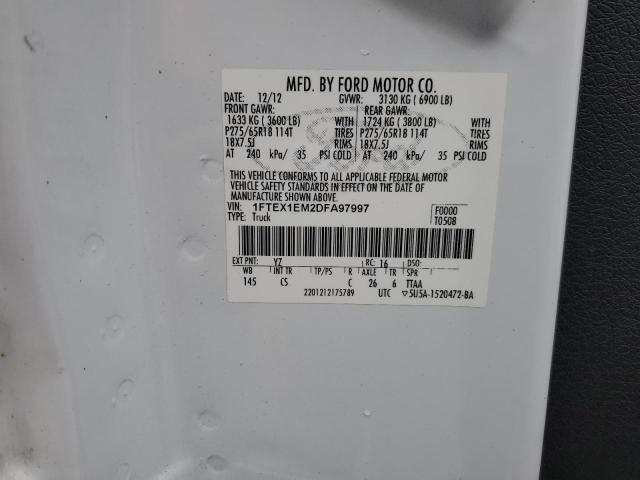 MFD. BY FORD MOTOR CO.
DATE: 12/12 GVWR: 3130 KG ( 6900 LB)
FRONT GAWR: REAR GAWR:
1633 KG ( 3600 LB) WITH 1724 KG ( 3800 LB) WITH
P275/65R18 114T TIRES P275/65R18 114T TIRES
18X7.5J RIMS 18X7.5J RIMS
AT 240 kPa/ 35 PSI COLD AT 240 kPa/ 35 PSI COLD
THIS VEHICLE CONFORMS TO ALL APPLICABLE FEDERAL MOTOR
VEHICLE SAFETY STANDARDS IN EFFECT ON THE DATE OF
MANUFACTURE SHOWN ABOVE.
VIN: 1FTEX1EM2DFA97997 F0000
TYPE: Truck T0508
EXT PNT: YZ RC: 16 DSO:
WB INT TR TP/PS R AXLE TR SPR
145 CS C 26 6 TTAA
2201212175789 UTC ▽5U5A-1520472-BA